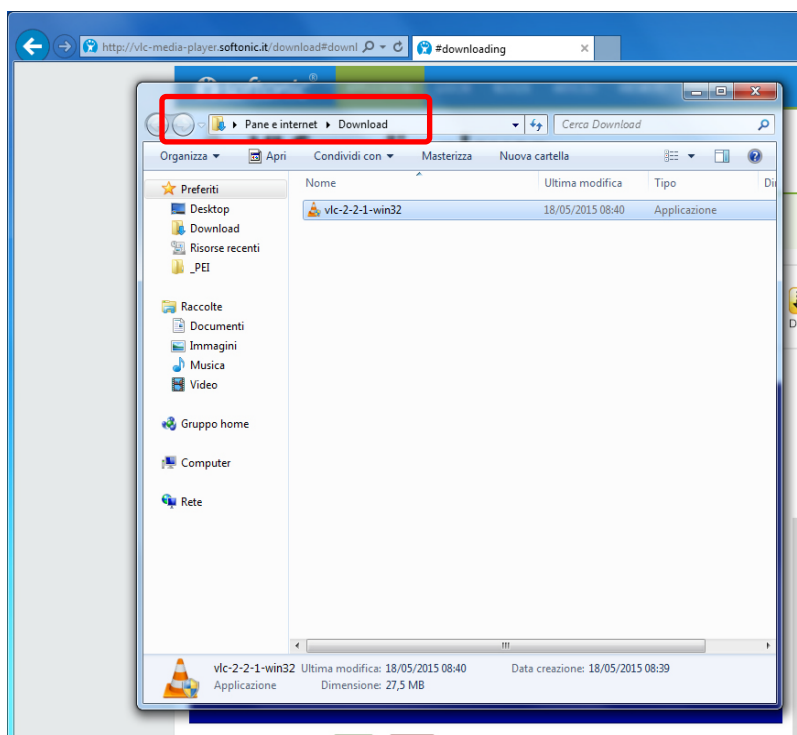 http://vlc-media-player.softonic.it/download#downl
#downloading
Pane e internet Download
Cerca Download
Organizza Apri Condividi con Masterizza Nuova cartella
Nome Ultima modifica Tipo
Preferiti
vlc-2-2-1-win32 18/05/2015 08:40 Applicazione
Desktop
Download
Risorse recenti
_PEI
Raccolte
Documenti
Immagini
Musica
Video
Gruppo home
Computer
Rete
vlc-2-2-1-win32 Ultima modifica: 18/05/2015 08:40 Data creazione: 18/05/2015 08:39
Applicazione Dimensione: 27,5 MB